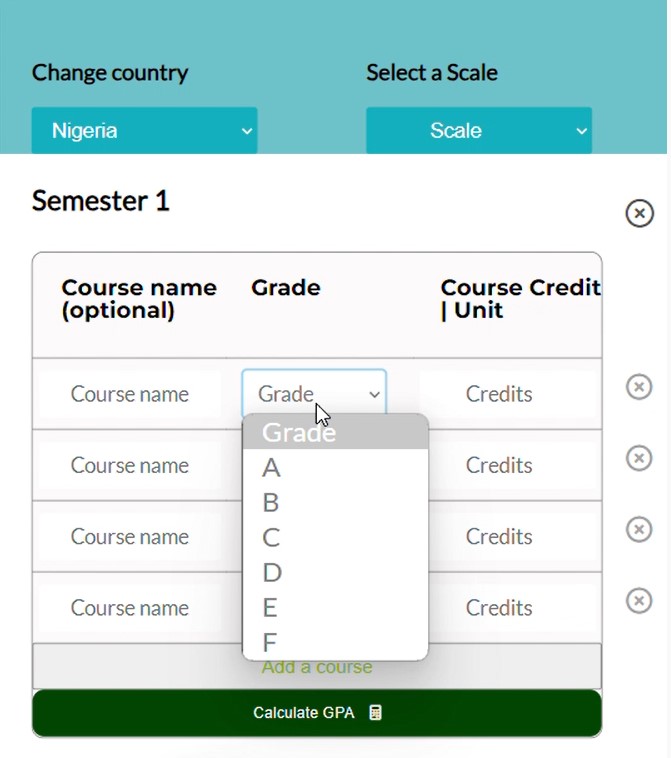 Change country
Select a Scale
Nigeria
Scale
Semester 1
Course name
(optional)
Grade
Course Credit
| Unit
Course name
Grade
Credits
Grade
A
Course name
Credits
B
C
Course name
Credits
D
E
Course name
Credits
F
Add a course
Calculate GPA